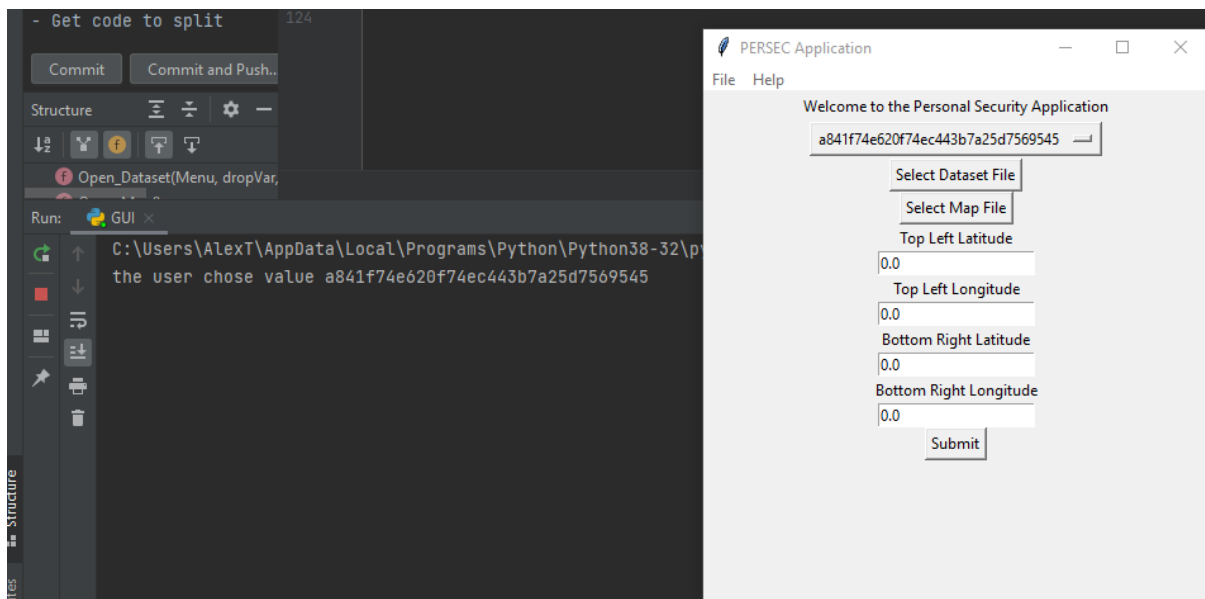 - Get code to split
124
Commit
Commit and Push..
Structure
Open_Dataset(Menu, dropVar,
Run:
GUI
C:\Users\AlexT\AppData\Local\Programs\Python\Python38-32\py
the user chose value a841f74e620f74ec443b7a25d7569545
Structure
PERSEC Application
File Help
Welcome to the Personal Security Application
a841f74e620f74ec443b7a25d7569545
Select Dataset File
Select Map File
Top Left Latitude
0.0
Top Left Longitude
0.0
Bottom Right Latitude
0.0
Bottom Right Longitude
0.0
Submit